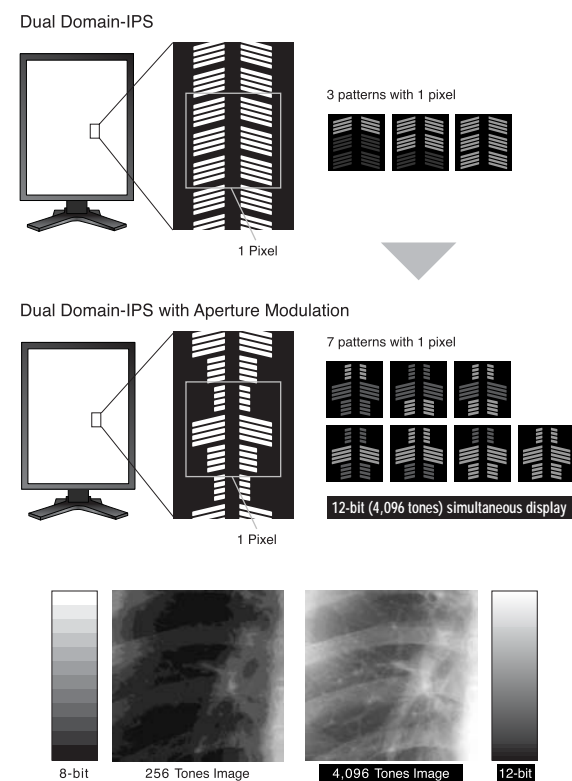 Dual Domain-IPS
3 patterns with 1 pixel
1 Pixel
Dual Domain-IPS with Aperture Modulation
7 patterns with 1 pixel
12-bit (4,096 tones) simultaneous display
1 Pixel
8-bit
256 Tones Image
4,096 Tones Image
12-bit